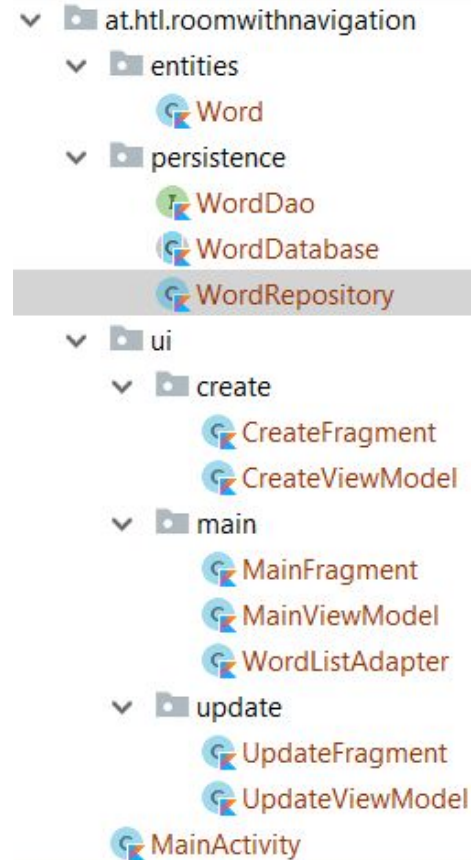 at.htl.roomwithnavigation
entities
Word
persistence
WordDao
WordDatabase
WordRepository
ui
create
CreateFragment
CreateViewModel
main
MainFragment
MainViewModel
WordListAdapter
update
UpdateFragment
UpdateViewModel
MainActivity